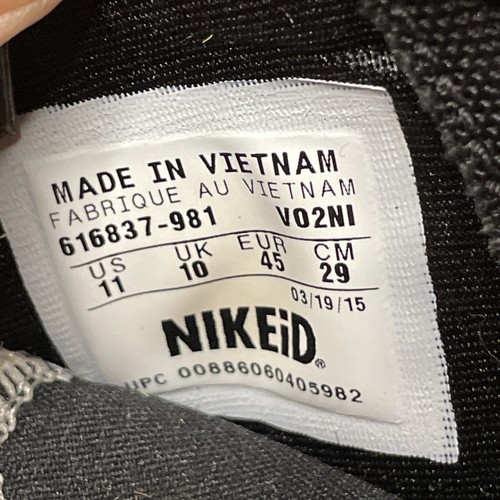 MADE IN VIETNAM
FABRIQUE AU VIETNAM
616837-981 V02NI
US UK EUR CM
11 10 45 29
03/19/15
NIKEiD®
UPC 00886060405982